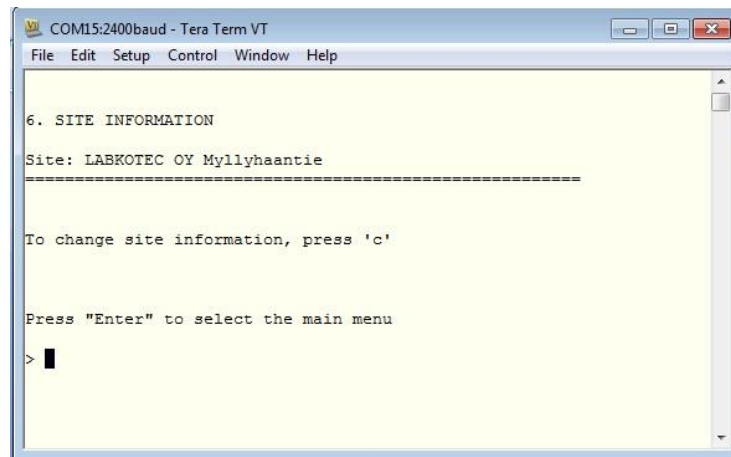 COM15:2400baud - Tera Term VT
File Edit Setup Control Window Help
6. SITE INFORMATION
Site: LABKOTEC OY Myllyhaantie
========================================================
To change site information, press 'c'
Press "Enter" to select the main menu
>